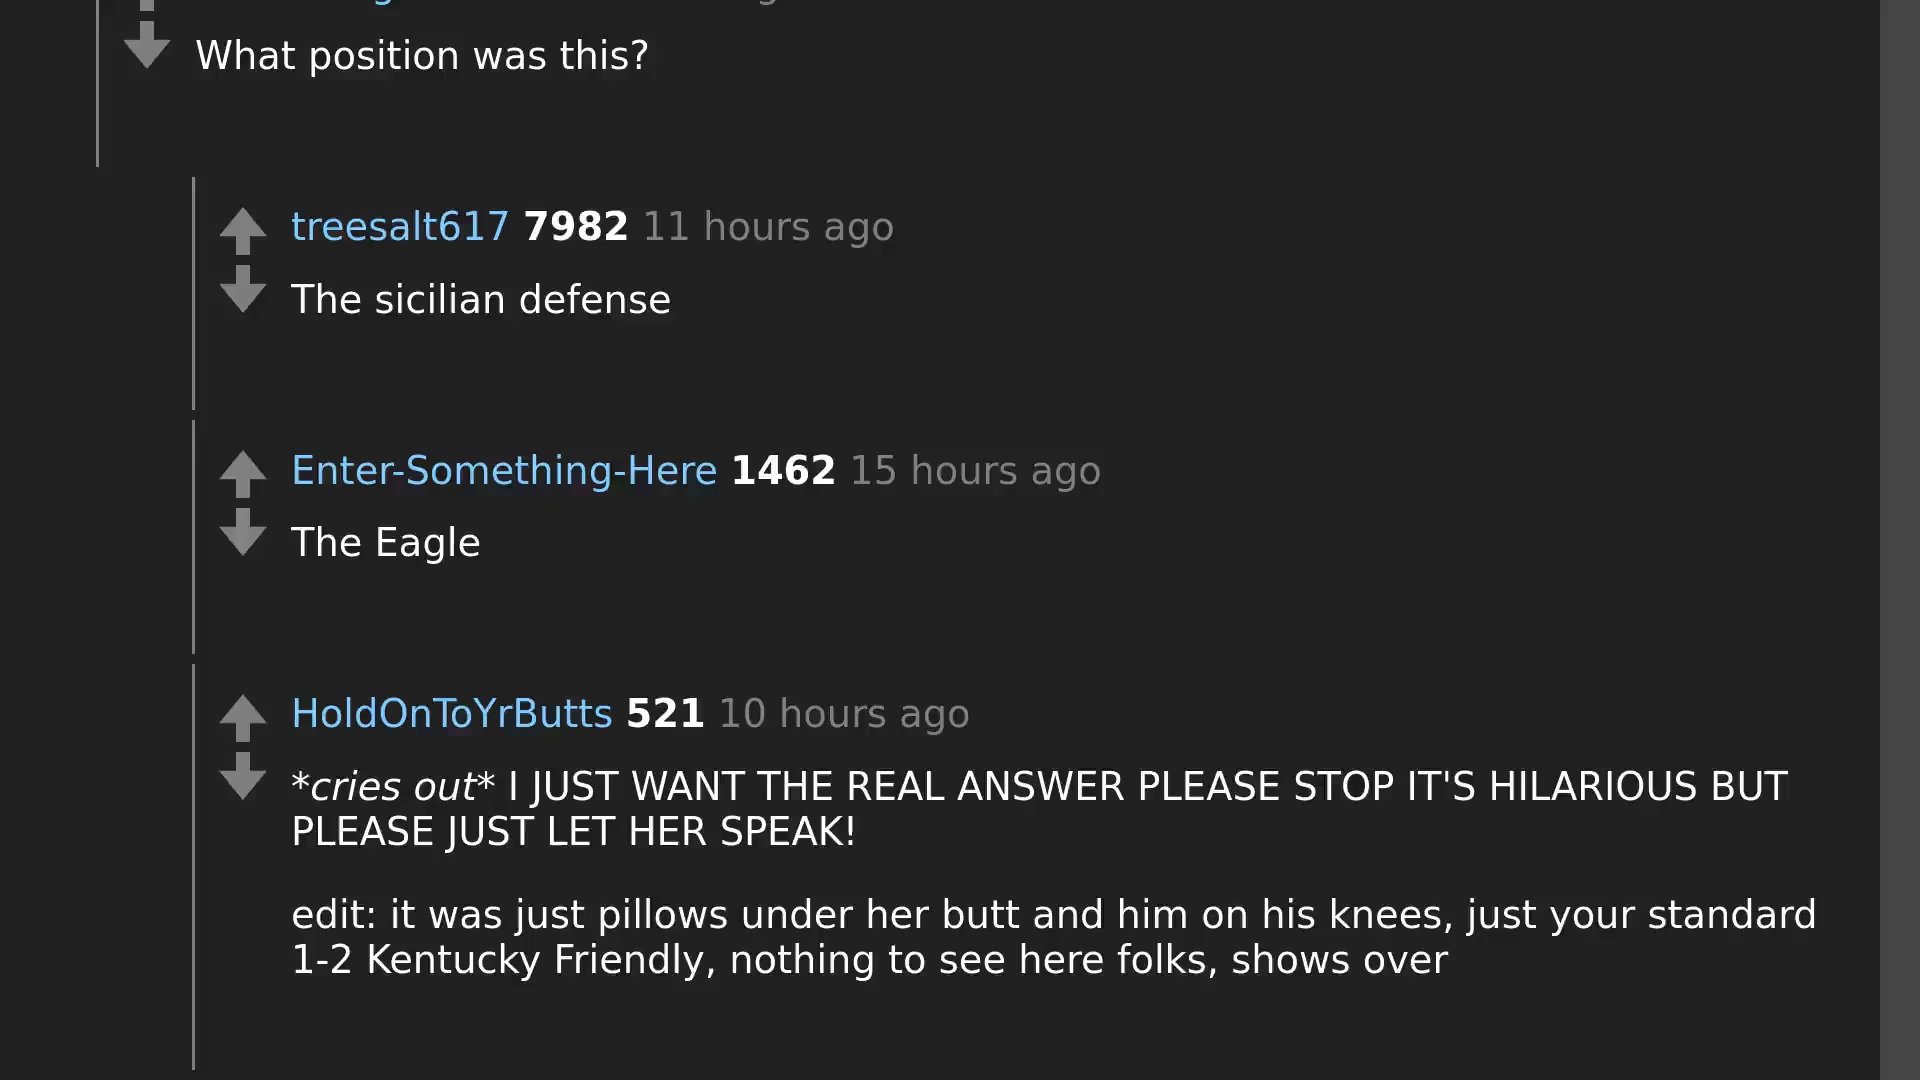 What position was this?
treesalt617 7982 11 hours ago
The sicilian defense
Enter-Something-Here 1462 15 hours ago
The Eagle
HoldOnToYrButts 521 10 hours ago
*cries out* I JUST WANT THE REAL ANSWER PLEASE STOP IT'S HILARIOUS BUT
PLEASE JUST LET HER SPEAK!
edit: it was just pillows under her butt and him on his knees, just your standard
1-2 Kentucky Friendly, nothing to see here folks, shows over